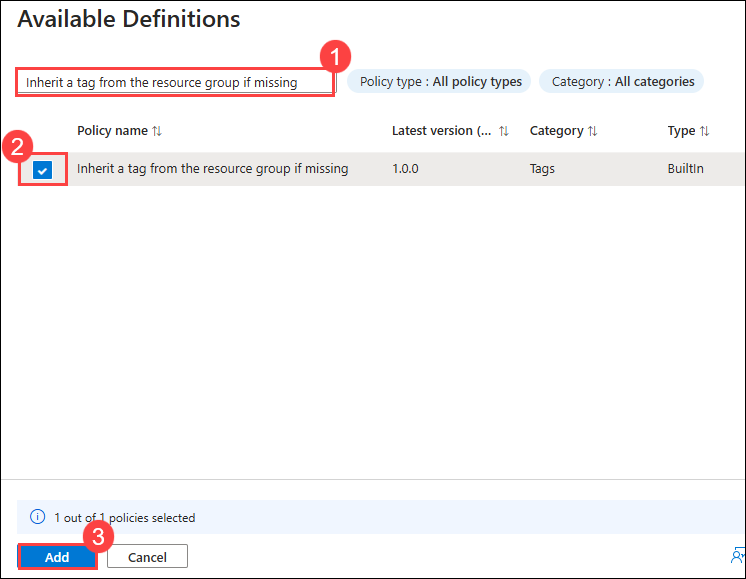 Available Definitions
1
Inherit a tag from the resource group if missing
Policy type : All policy types
Category : All categories
Policy name
Latest version (...
Category
Type
2
Inherit a tag from the resource group if missing
1.0.0
Tags
BuiltIn
1 out of 1 policies selected
3
Add
Cancel